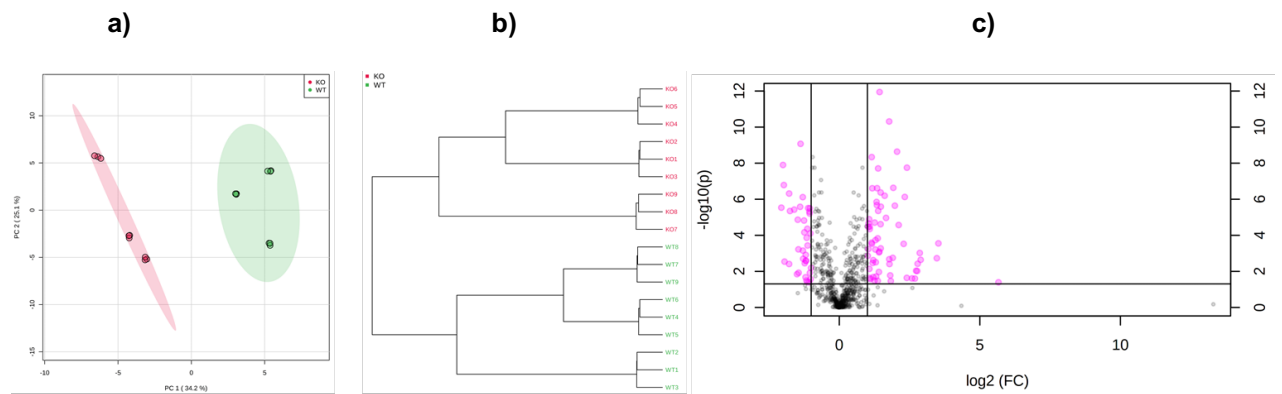 a)
b)
c)
KO
WT
10
5
0
-5
-10
-15
-10
-5
0
5
PC 2 ( 25.1 %)
PC 1 ( 34.2 %)
KO
WT
KO6
KO5
KO4
KO2
KO1
KO3
KO9
KO8
KO7
WT8
WT7
WT9
WT6
WT4
WT5
WT2
WT1
WT3
12
10
8
6
4
2
0
-log10(p)
12
10
8
6
4
2
0
0
5
10
log2 (FC)